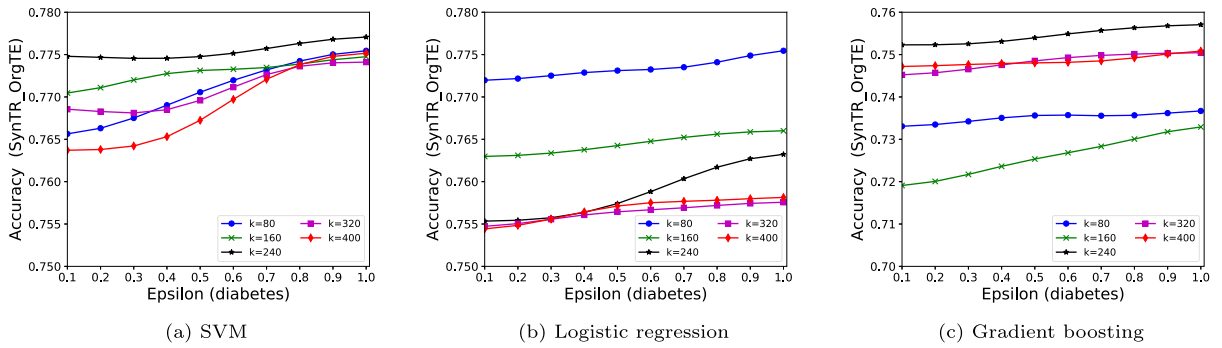 0.780
0.775
0.770
0.765
0.760
0.755
0.750
Accuracy (SynTR_OrgTE)
k=80
k=160
k=240
k=320
k=400
0.1 0.2 0.3 0.4 0.5 0.6 0.7 0.8 0.9 1.0
Epsilon (diabetes)
(a) SVM
0.780
0.775
0.770
0.765
0.760
0.755
0.750
Accuracy (SynTR_OrgTE)
k=80
k=160
k=240
k=320
k=400
0.1 0.2 0.3 0.4 0.5 0.6 0.7 0.8 0.9 1.0
Epsilon (diabetes)
(b) Logistic regression
0.76
0.75
0.74
0.73
0.72
0.70
Accuracy (SynTR_OrgTE)
k=80
k=160
k=240
k=320
k=400
0.1 0.2 0.3 0.4 0.5 0.6 0.7 0.8 0.9 1.0
Epsilon (diabetes)
(c) Gradient boosting